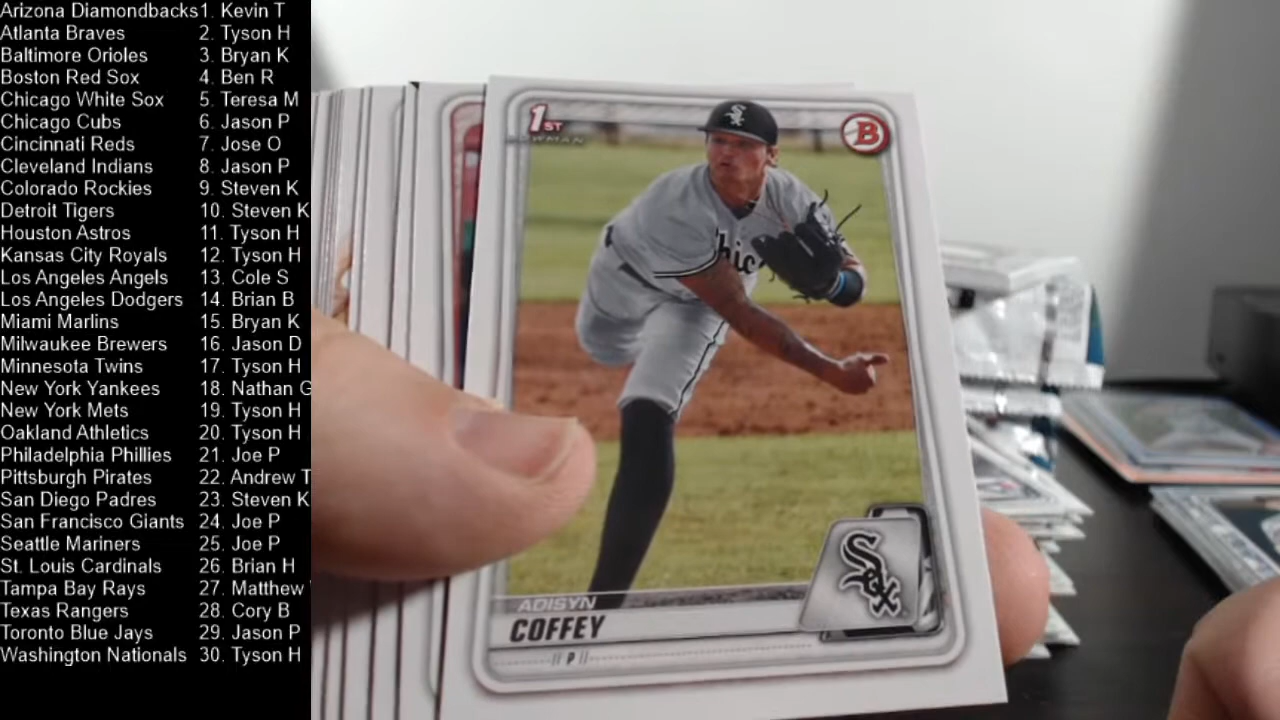 Arizona Diamondbacks 1. Kevin T
Atlanta Braves 2. Tyson H
Baltimore Orioles 3. Bryan K
Boston Red Sox 4. Ben R
Chicago White Sox 5. Teresa M
Chicago Cubs 6. Jason P
Cincinnati Reds 7. Jose O
Cleveland Indians 8. Jason P
Colorado Rockies 9. Steven K
Detroit Tigers 10. Steven K
Houston Astros 11. Tyson H
Kansas City Royals 12. Tyson H
Los Angeles Angels 13. Cole S
Los Angeles Dodgers 14. Brian B
Miami Marlins 15. Bryan K
Milwaukee Brewers 16. Jason D
Minnesota Twins 17. Tyson H
New York Yankees 18. Nathan G
New York Mets 19. Tyson H
Oakland Athletics 20. Tyson H
Philadelphia Phillies 21. Joe P
Pittsburgh Pirates 22. Andrew T
San Diego Padres 23. Steven K
San Francisco Giants 24. Joe P
Seattle Mariners 25. Joe P
St. Louis Cardinals 26. Brian H
Tampa Bay Rays 27. Matthew
Texas Rangers 28. Cory B
Toronto Blue Jays 29. Jason P
Washington Nationals 30. Tyson H
1ST
BOWMAN
B
Sox
Chic
Sox
ADISYN
COFFEY
P